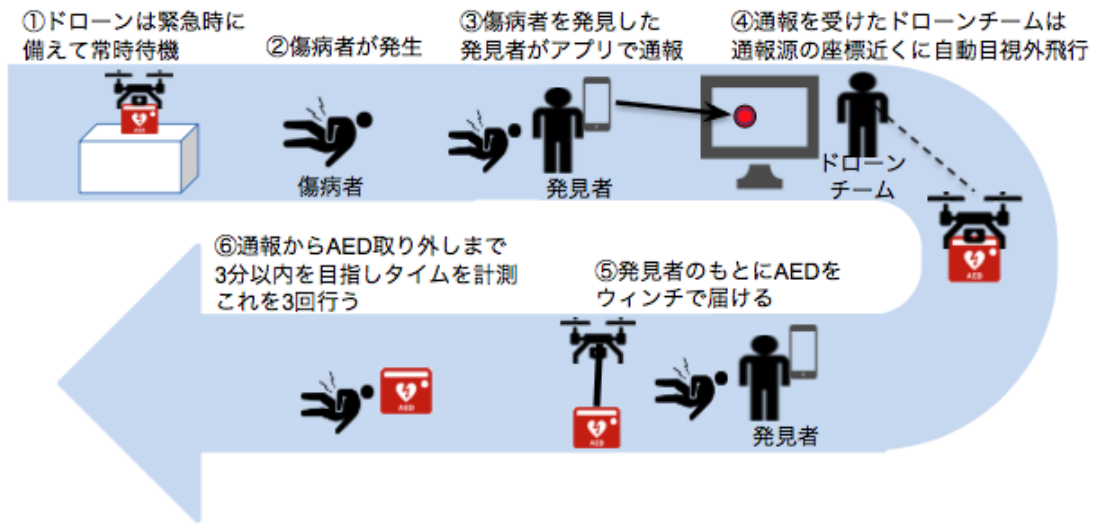 ①ドローンは緊急時に
備えて常時待機
②傷病者が発生
③傷病者を発見した
発見者がアプリで通報
④通報を受けたドローンチームは
通報源の座標近くに自動目視外飛行
AED
傷病者
発見者
ドローン
チーム
AED
⑤発見者のもとにAEDを
ウィンチで届ける
発見者
AED
⑥通報からAED取り外しまで
3分以内を目指しタイムを計測
これを3回行う
AED